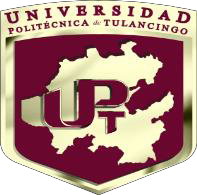 UNIVERSIDAD
POLITÉCNICA de TULANCINGO
UPT